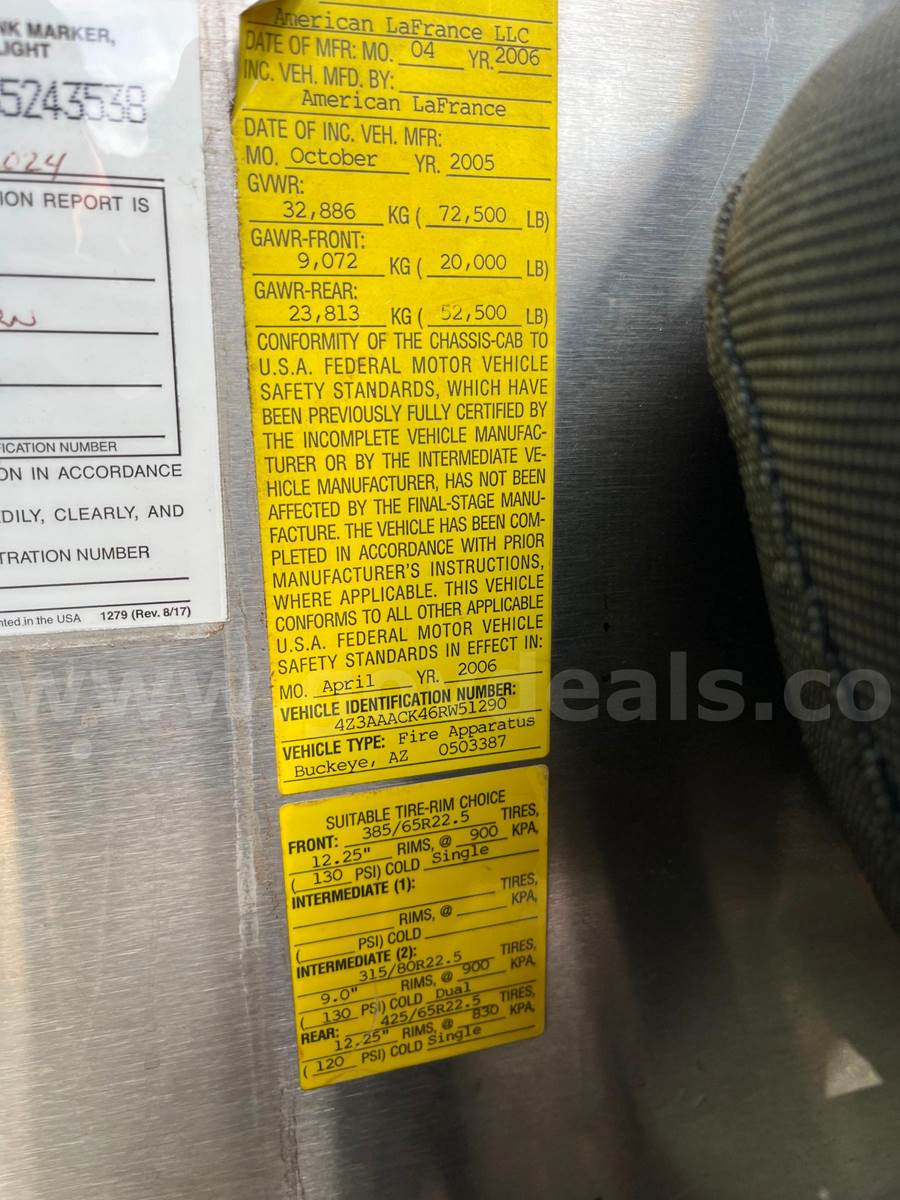 NK MARKER,
LIGHT
5243538
024
ION REPORT IS
ICATION NUMBER
ON IN ACCORDANCE
DILY, CLEARLY, AND
TRATION NUMBER
nted in the USA 1279 (Rev. 8/17)
American LaFrance LLC
DATE OF MFR: MO. 04 YR. 2006
INC. VEH. MFD. BY:
American LaFrance
DATE OF INC. VEH. MFR:
MO. October YR. 2005
GVWR:
32,886 KG ( 72,500 LB)
GAWR-FRONT:
9,072 KG ( 20,000 LB)
GAWR-REAR:
23,813 KG ( 52,500 LB)
CONFORMITY OF THE CHASSIS-CAB TO
U.S.A. FEDERAL MOTOR VEHICLE
SAFETY STANDARDS, WHICH HAVE
BEEN PREVIOUSLY FULLY CERTIFIED BY
THE INCOMPLETE VEHICLE MANUFAC-
TURER OR BY THE INTERMEDIATE VE-
HICLE MANUFACTURER, HAS NOT BEEN
AFFECTED BY THE FINAL-STAGE MANU-
FACTURE. THE VEHICLE HAS BEEN COM-
PLETED IN ACCORDANCE WITH PRIOR
MANUFACTURER'S INSTRUCTIONS,
WHERE APPLICABLE. THIS VEHICLE
CONFORMS TO ALL OTHER APPLICABLE
U.S.A. FEDERAL MOTOR VEHICLE
SAFETY STANDARDS IN EFFECT IN:
MO. April YR. 2006
VEHICLE IDENTIFICATION NUMBER:
4Z3AAACK46RW51290
VEHICLE TYPE: Fire Apparatus
Buckeye, AZ 0503387
SUITABLE TIRE-RIM CHOICE
FRONT: 385/65R22.5 TIRES,
12.25" RIMS, @ 900 KPA,
( 130 PSI) COLD Single
INTERMEDIATE (1): TIRES,
RIMS, @ KPA,
( PSI) COLD
INTERMEDIATE (2):
315/80R22.5 TIRES,
9.0" RIMS, @ 900 KPA,
( 130 PSI) COLD Dual
REAR: 425/65R22.5 TIRES,
12.25" RIMS, @ 830 KPA,
( 120 PSI) COLD Single